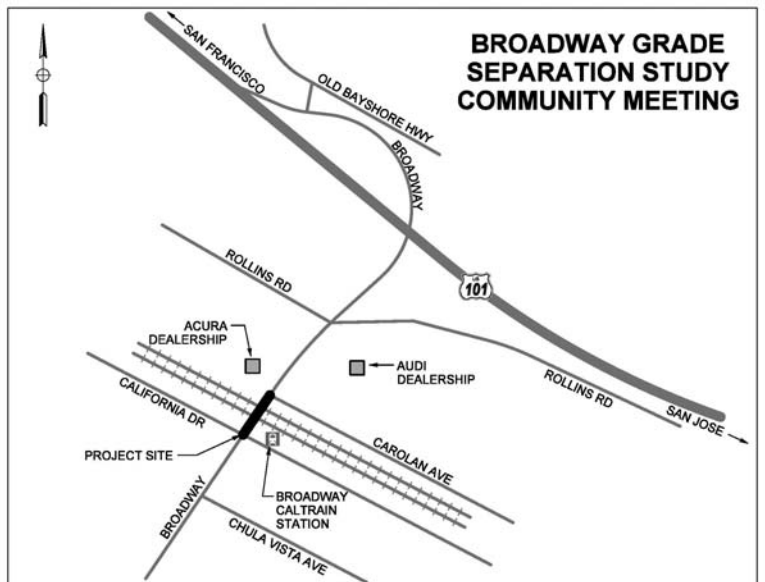 BROADWAY GRADE
SEPARATION STUDY
COMMUNITY MEETING
SAN FRANCISCO
OLD BAYSHORE HWY
BROADWAY
ROLLINS RD
US
101
ACURA
DEALERSHIP
AUDI
DEALERSHIP
ROLLINS RD
SAN JOSE
CALIFORNIA DR
CAROLAN AVE
PROJECT SITE
BROADWAY
CALTRAIN
STATION
BROADWAY
CHULA VISTA AVE